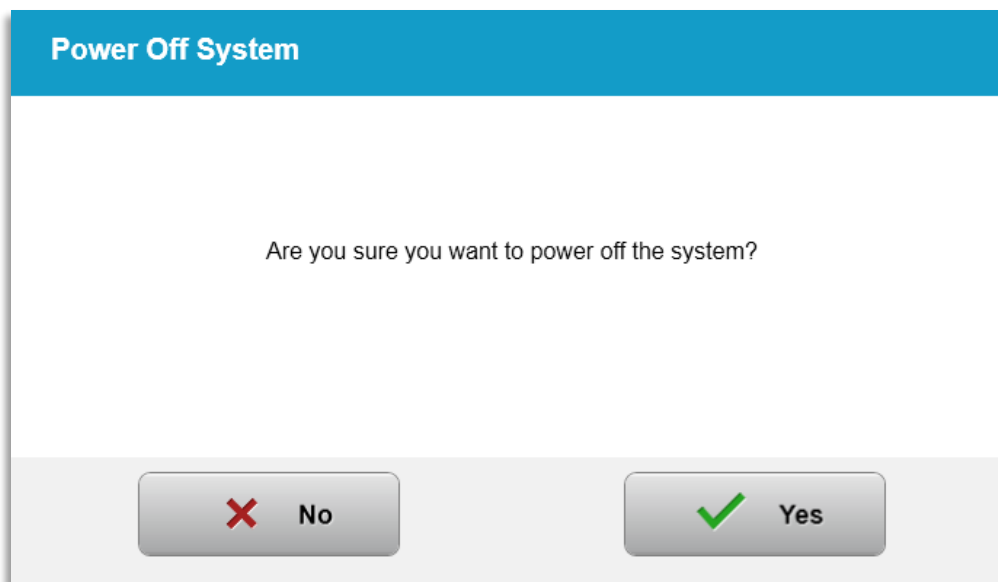 Power Off System
Are you sure you want to power off the system?
No
Yes